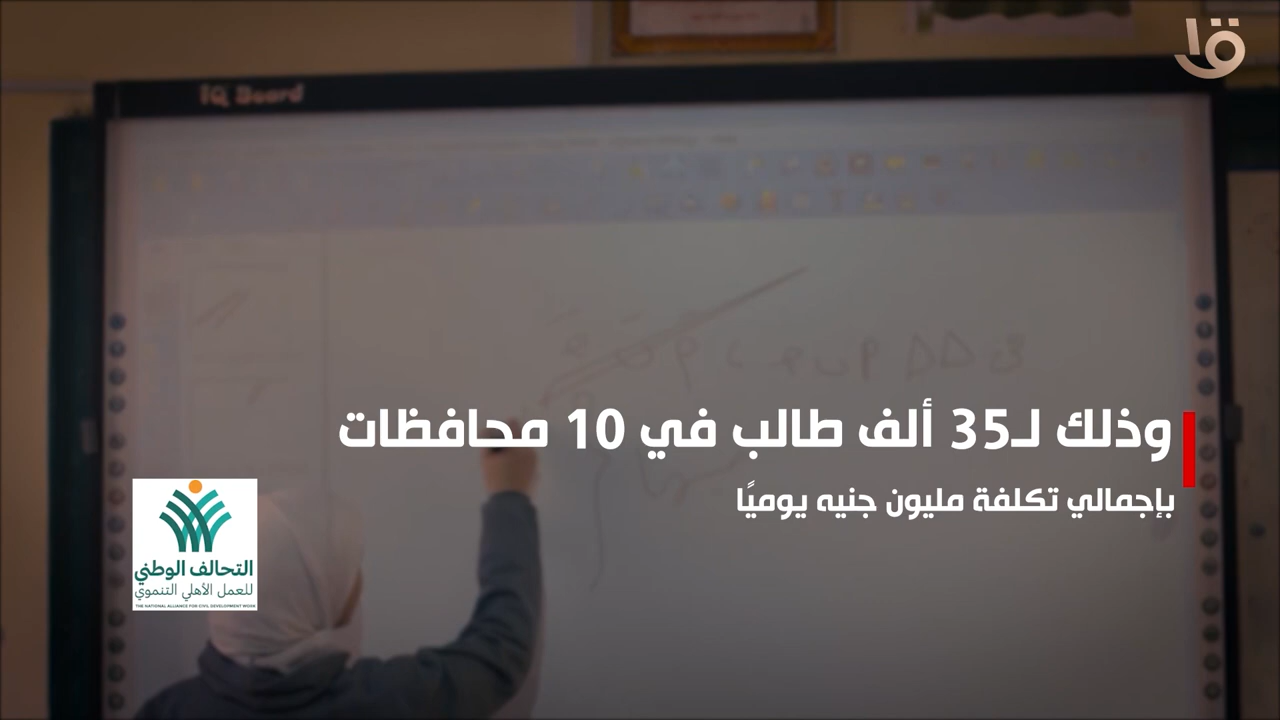 iQ Board
وذلك لـ35 ألف طالب في 10 محافظات
بإجمالي تكلفة مليون جنيه يوميًا
التحالف الوطني
للعمل الأهلي التنموي
THE NATIONAL ALLIANCE FOR CIVIL DEVELOPMENT WORK